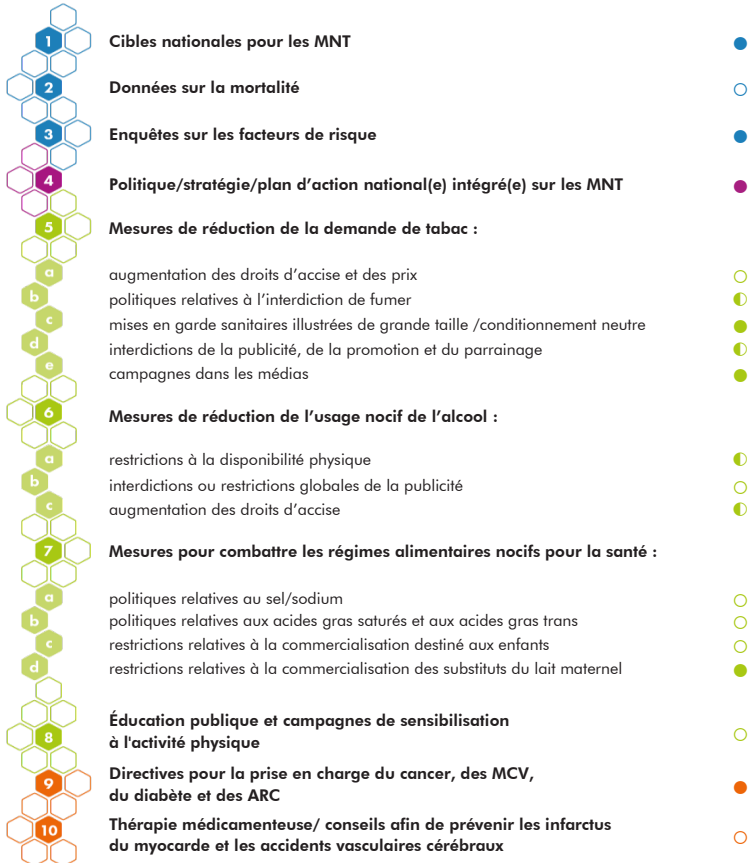 1 Cibles nationales pour les MNT
2 Données sur la mortalité
3 Enquêtes sur les facteurs de risque
4 Politique/stratégie/plan d’action national(e) intégré(e) sur les MNT
5 Mesures de réduction de la demande de tabac :
a augmentation des droits d’accise et des prix
b politiques relatives à l’interdiction de fumer
c mises en garde sanitaires illustrées de grande taille /conditionnement neutre
d interdictions de la publicité, de la promotion et du parrainage
e campagnes dans les médias
6 Mesures de réduction de l’usage nocif de l’alcool :
a restrictions à la disponibilité physique
b interdictions ou restrictions globales de la publicité
c augmentation des droits d’accise
7 Mesures pour combattre les régimes alimentaires nocifs pour la santé :
a politiques relatives au sel/sodium
b politiques relatives aux acides gras saturés et aux acides gras trans
c restrictions relatives à la commercialisation destiné aux enfants
d restrictions relatives à la commercialisation des substituts du lait maternel
8 Éducation publique et campagnes de sensibilisation
à l'activité physique
9 Directives pour la prise en charge du cancer, des MCV,
du diabète et des ARC
10 Thérapie médicamenteuse/ conseils afin de prévenir les infarctus
du myocarde et les accidents vasculaires cérébraux